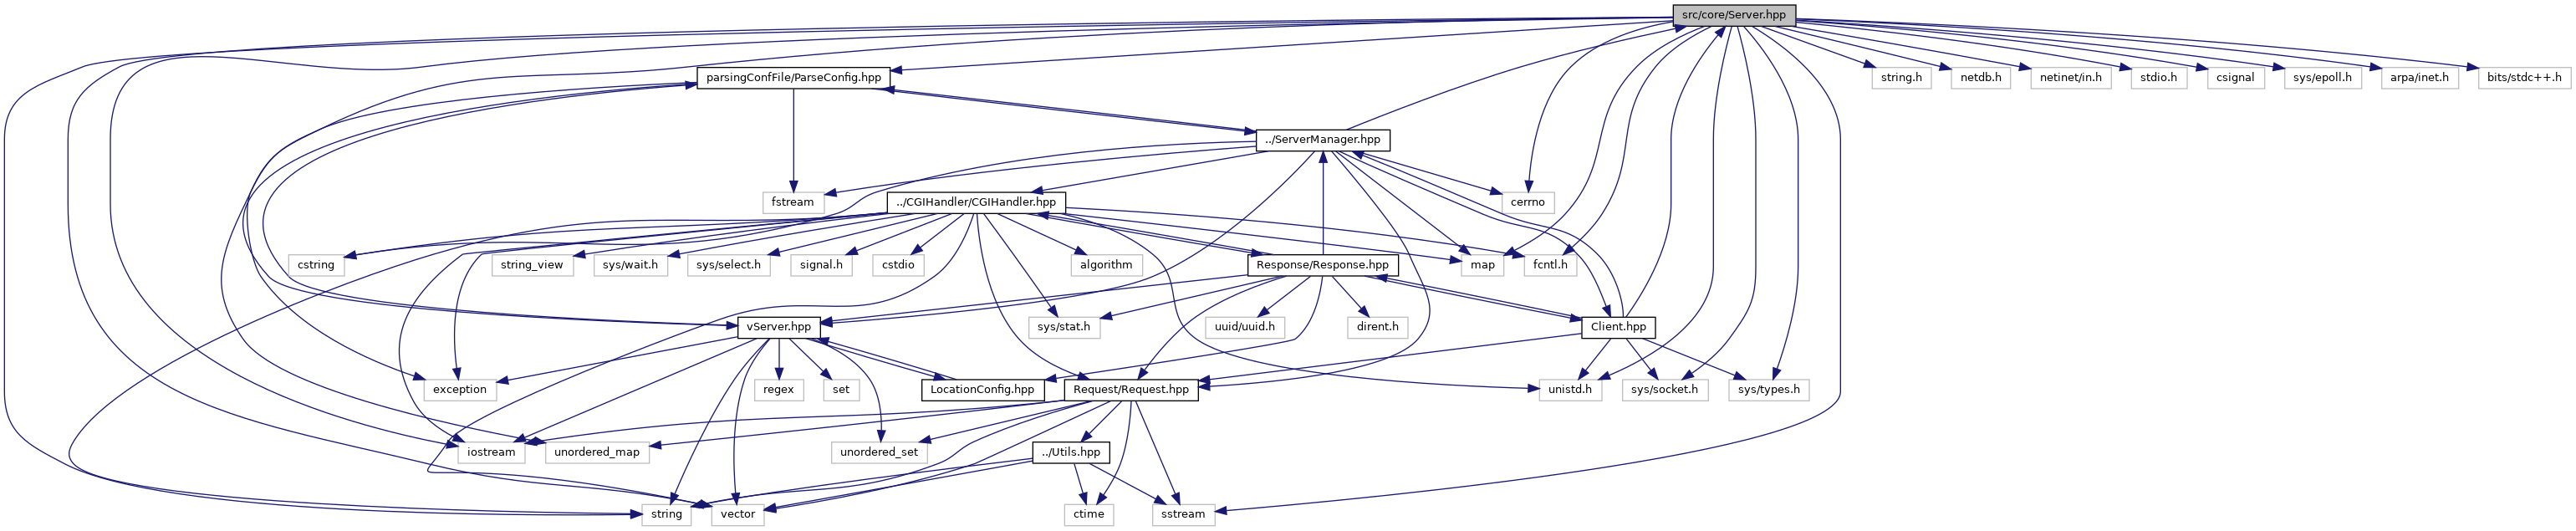 src/core/Server.hpp
parsingConfFile/ParseConfig.hpp
string.h
netdb.h
netinet/in.h
stdio.h
csignal
sys/epoll.h
arpa/inet.h
bits/stdc++.h
../ServerManager.hpp
fstream
../CGIHandler/CGIHandler.hpp
cerrno
cstring
string_view
sys/wait.h
sys/select.h
signal.h
cstdio
algorithm
Response/Response.hpp
map
fcntl.h
vServer.hpp
sys/stat.h
uuid/uuid.h
dirent.h
Client.hpp
exception
regex
set
LocationConfig.hpp
Request/Request.hpp
unistd.h
sys/socket.h
sys/types.h
iostream
unordered_map
unordered_set
../Utils.hpp
string
vector
ctime
sstream